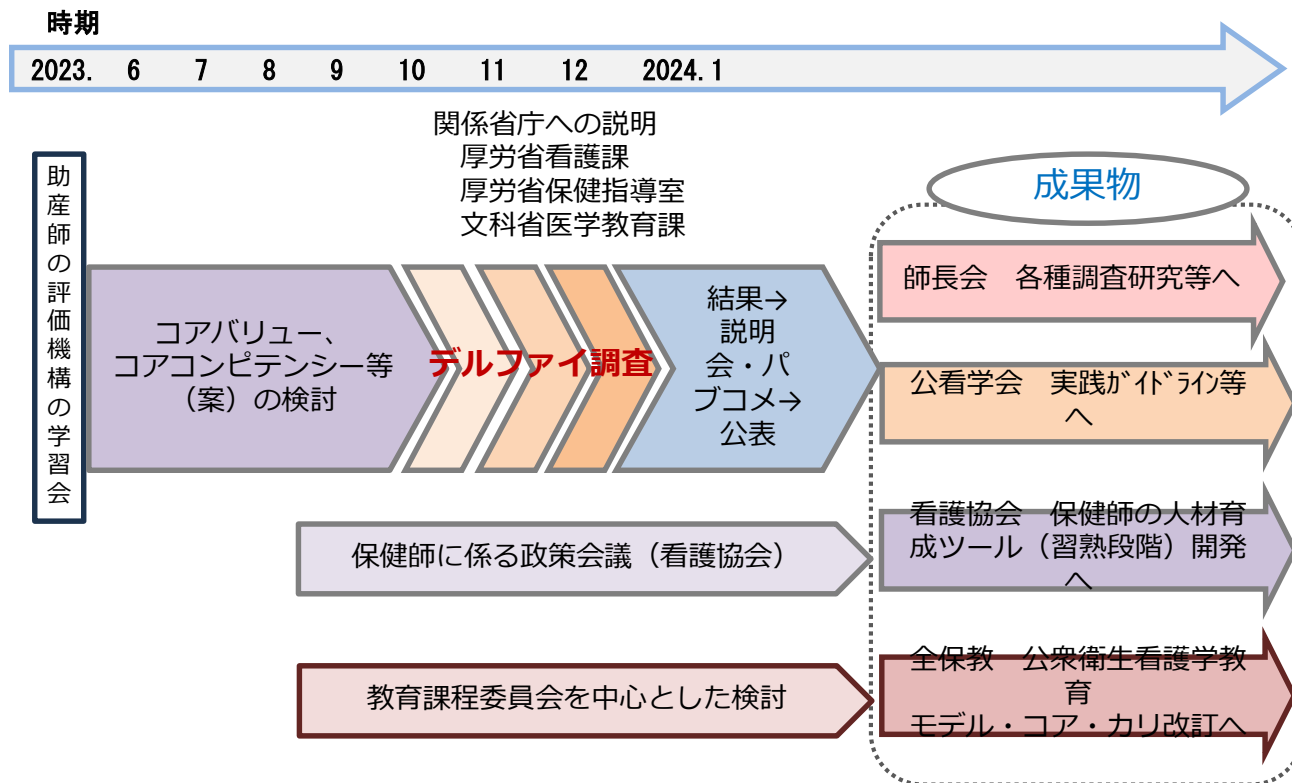 時期
2023. 6 7 8 9 10 11 12 2024.1
関係省庁への説明
厚労省看護課
厚労省保健指導室
文科省医学教育課
助産師の評価機構の学習会
コアバリュー、
コアコンピテンシー等
（案）の検討
デルファイ調査
結果→
説明
会・パ
ブコメ→
公表
保健師に係る政策会議（看護協会）
教育課程委員会を中心とした検討
成果物
師長会　各種調査研究等へ
公看学会　実践ｶﾞｲﾄﾞﾗｲﾝ等
へ
看護協会　保健師の人材育
成ツール（習熟段階）開発
へ
全保教　公衆衛生看護学教
育
モデル・コア・カリ改訂へ